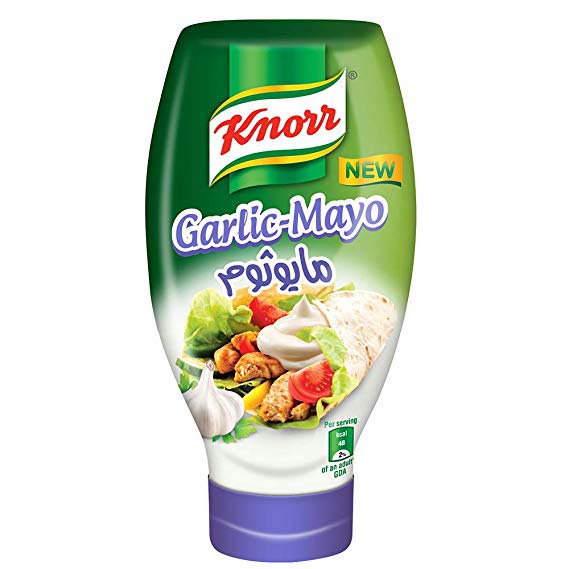 Knorr
®
NEW
Garlic-Mayo
مايوثوم
Per serving
kcal
48
2%
of an adult*
GDA